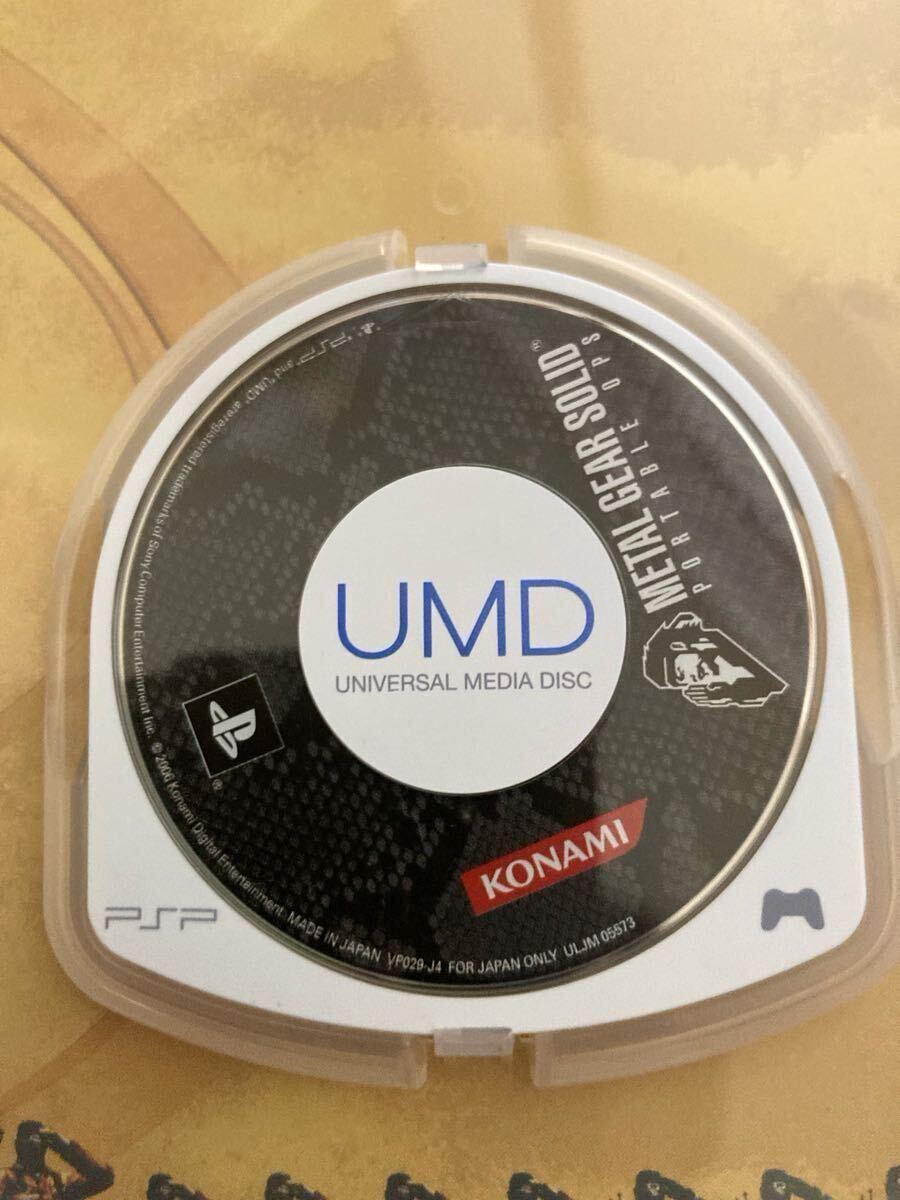 METAL GEAR SOLID®
PORTABLE OPS
UMD
UNIVERSAL MEDIA DISC
®
KONAMI
PSP
"PSP" and "UMD" are registered trademarks of Sony Computer Entertainment Inc. © 2006 Konami Digital Entertainment MADE IN JAPAN VP029-J4 FOR JAPAN ONLY ULJM 05573